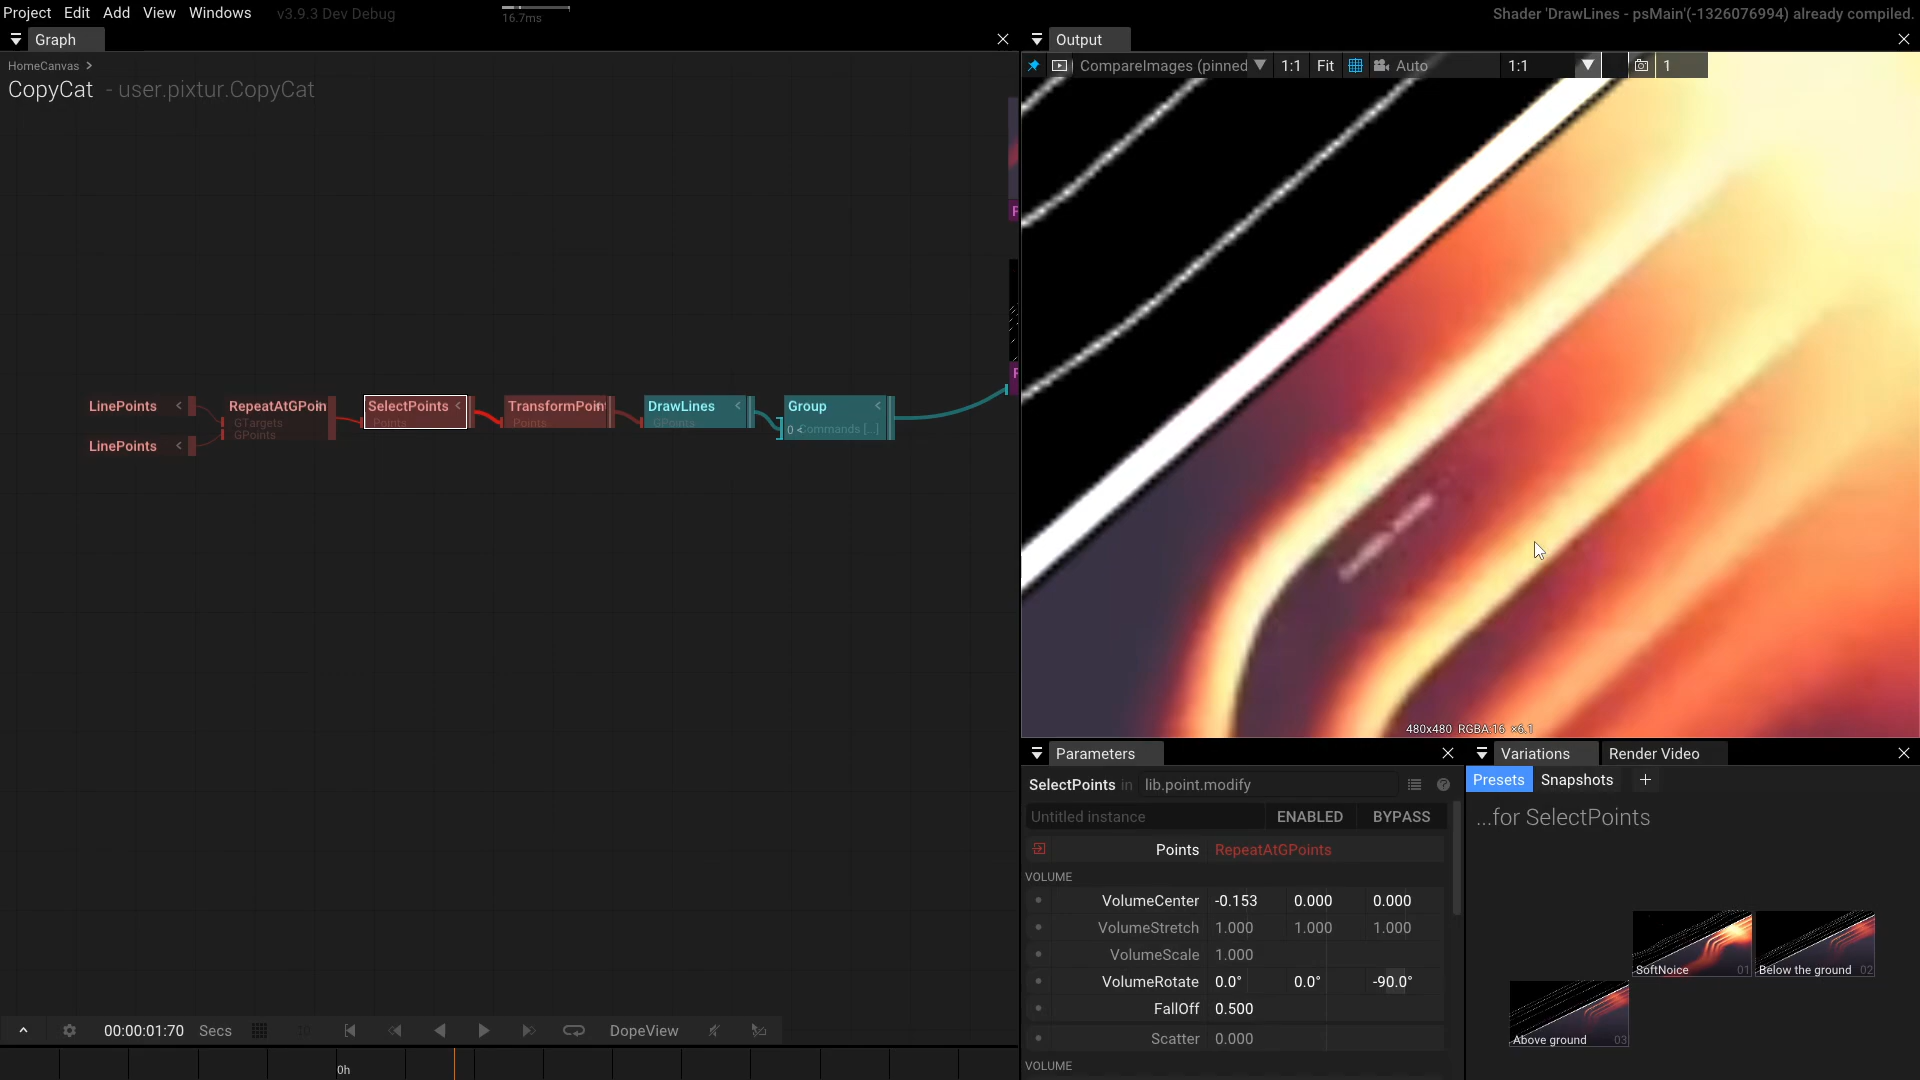 Project Edit Add View Windows v3.9.3 Dev Debug 16.7ms Shader 'DrawLines - psMain'(-1326076994) already compiled.
Graph
HomeCanvas >
CopyCat - user.pixtur.CopyCat
LinePoints <
LinePoints <
RepeatAtGPoin
GTargets
GPoints
SelectPoints <
Points
TransformPoin
Points
DrawLines <
GPoints
Group <
0 < Commands [...]
00:00:01:70 Secs 10 DopeView
0h
Output
CompareImages (pinned 1:1 Fit Auto 1:1 1
480x480 RGBA:16 ×6.1
Parameters
SelectPoints in lib.point.modify
Untitled instance ENABLED BYPASS
Points RepeatAtGPoints
VOLUME
VolumeCenter -0.153 0.000 0.000
VolumeStretch 1.000 1.000 1.000
VolumeScale 1.000
VolumeRotate 0.0° 0.0° -90.0°
FallOff 0.500
Scatter 0.000
VOLUME
Variations Render Video
Presets Snapshots +
...for SelectPoints
SoftNoice 01
Below the ground 02
Above ground 03